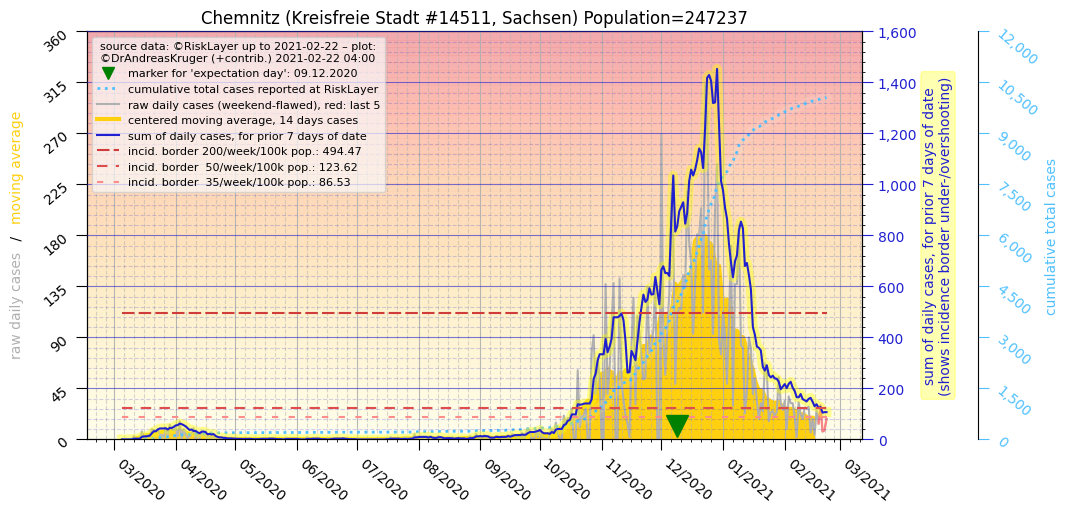 Chemnitz (Kreisfreie Stadt #14511, Sachsen) Population=247237
source data: ©RiskLayer up to 2021-02-22 – plot:
©DrAndreasKruger (+contrib.) 2021-02-22 04:00
marker for 'expectation day': 09.12.2020
cumulative total cases reported at RiskLayer
raw daily cases (weekend-flawed), red: last 5
centered moving average, 14 days cases
sum of daily cases, for prior 7 days of date
incid. border 200/week/100k pop.: 494.47
incid. border  50/week/100k pop.: 123.62
incid. border  35/week/100k pop.: 86.53
raw daily cases / moving average
360
315
270
225
180
135
90
45
0
03/2020
04/2020
05/2020
06/2020
07/2020
08/2020
09/2020
10/2020
11/2020
12/2020
01/2021
02/2021
03/2021
1,600
1,400
1,200
1,000
800
600
400
200
0
sum of daily cases, for prior 7 days of date
(shows incidence border under-/overshooting)
12,000
10,500
9,000
7,500
6,000
4,500
3,000
1,500
0
cumulative total cases